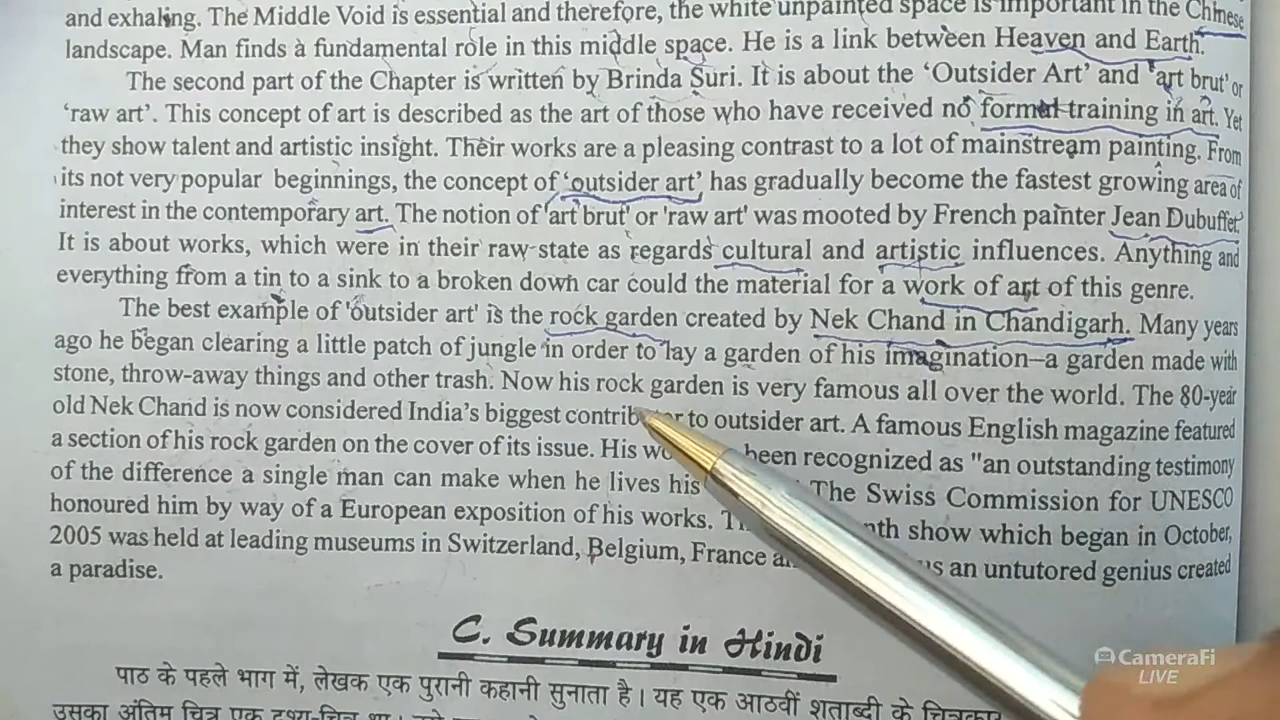 and exhaling. The Middle Void is essential and therefore, the white unpainted space is important in the Chinese
landscape. Man finds a fundamental role in this middle space. He is a link between Heaven and Earth.
The second part of the Chapter is written by Brinda Suri. It is about the ‘Outsider Art’ and ‘art brut’ or
‘raw art’. This concept of art is described as the art of those who have received no formal training in art. Yet
they show talent and artistic insight. Their works are a pleasing contrast to a lot of mainstream painting. From
its not very popular beginnings, the concept of ‘outsider art’ has gradually become the fastest growing area of
interest in the contemporary art. The notion of 'art brut' or 'raw art' was mooted by French painter Jean Dubuffet.
It is about works, which were in their raw state as regards cultural and artistic influences. Anything and
everything from a tin to a sink to a broken down car could the material for a work of art of this genre.
The best example of 'outsider art' is the rock garden created by Nek Chand in Chandigarh. Many years
ago he began clearing a little patch of jungle in order to lay a garden of his imagination–a garden made with
stone, throw-away things and other trash. Now his rock garden is very famous all over the world. The 80-year
old Nek Chand is now considered India’s biggest to outsider art. A famous English magazine featured
a section of his rock garden on the cover of its issue. His been recognized as "an outstanding testimony
of the difference a single man can make when he lives his The Swiss Commission for UNESCO
honoured him by way of a European exposition of his works. show which began in October,
2005 was held at leading museums in Switzerland, Belgium, France an untutored genius created
a paradise.
C. Summary in Hindi
पाठ के पहले भाग में, लेखक एक पुरानी कहानी सुनाता है। यह एक आठवीं शताब्दी के चित्रकार
उसका अंतिम चित्र एक दृश्य-चित्र था।
CameraFi
LIVE